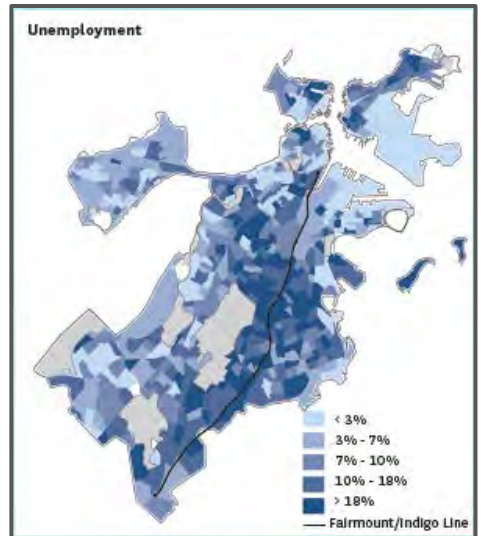 Unemployment
< 3%
3% - 7%
7% - 10%
10% - 18%
> 18%
Fairmount/Indigo Line